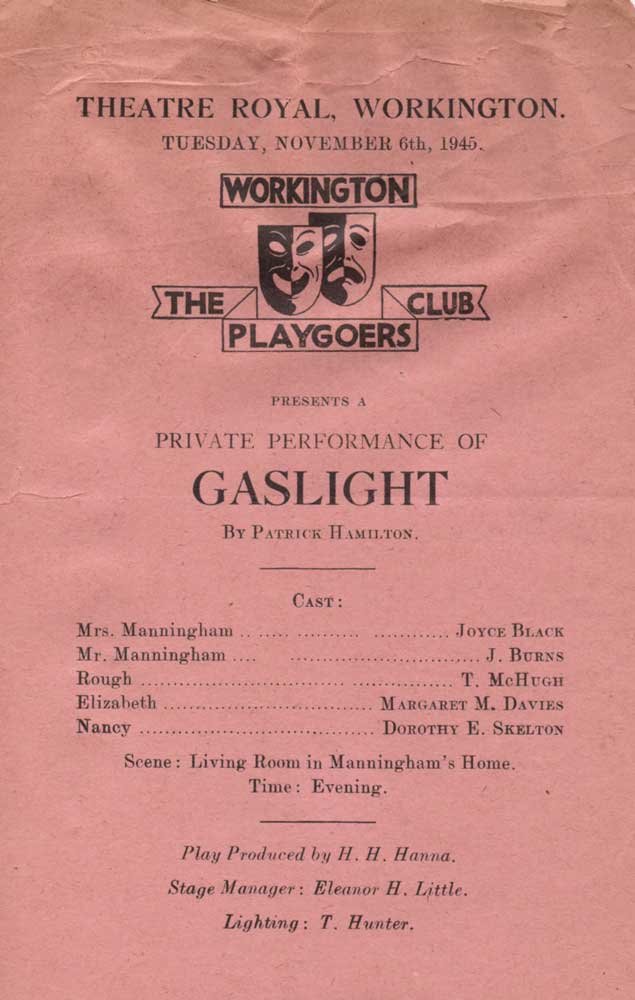 THEATRE ROYAL, WORKINGTON.
TUESDAY, NOVEMBER 6th, 1945.
WORKINGTON
THE CLUB
PLAYGOERS
PRESENTS A
PRIVATE PERFORMANCE OF
GASLIGHT
BY PATRICK HAMILTON.
CAST:
Mrs. Manningham .. ...... .......... ............ JOYCE BLACK
Mr. Manningham .... .............................. J. BURNS
Rough .................................................. T. MCHUGH
Elizabeth ................................. MARGARET M. DAVIES
Nancy .................................... DOROTHY E. SKELTON
Scene: Living Room in Manningham's Home.
Time: Evening.
Play Produced by H. H. Hanna.
Stage Manager: Eleanor H. Little.
Lighting: T. Hunter.